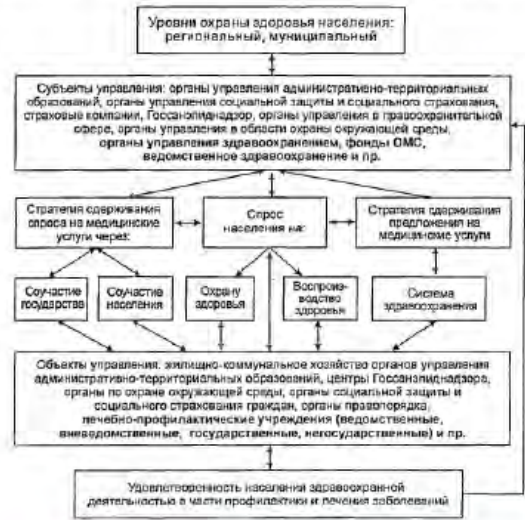 Уровни охраны здоровья населения:
региональный, муниципальный
Субъекты управления: органы управления административно-территориальных
образований, органы управления социальной защиты и социального страхования,
страховые компании, Госсанэпиднадзор, органы управления в правоохранительной
сфере, органы управления в области охраны окружающей среды,
органы управления здравоохранением, фонды ОМС,
ведомственное здравоохранение и пр.
Стратегия сдерживания
спроса на медицинские
услуги через:
Спрос
населения на:
Стратегия сдерживания
предложения на
медицинские услуги
Соучастие
государства
Соучастие
населения
Охрану
здоровья
Воспроиз-
водство
здоровья
Система
здравоохранения
Объекты управления: жилищно-коммунальное хозяйство органов управления
административно-территориальных образований, центры Госсанэпиднадзора,
органы по охране окружающей среды, органы социальной защиты и
социального страхования граждан, органы правопорядка,
лечебно-профилактические учреждения (ведомственные,
вневедомственные, государственные, негосударственные) и пр.
Удовлетворенность населения здравоохранной
деятельностью в части профилактики и лечения заболеваний